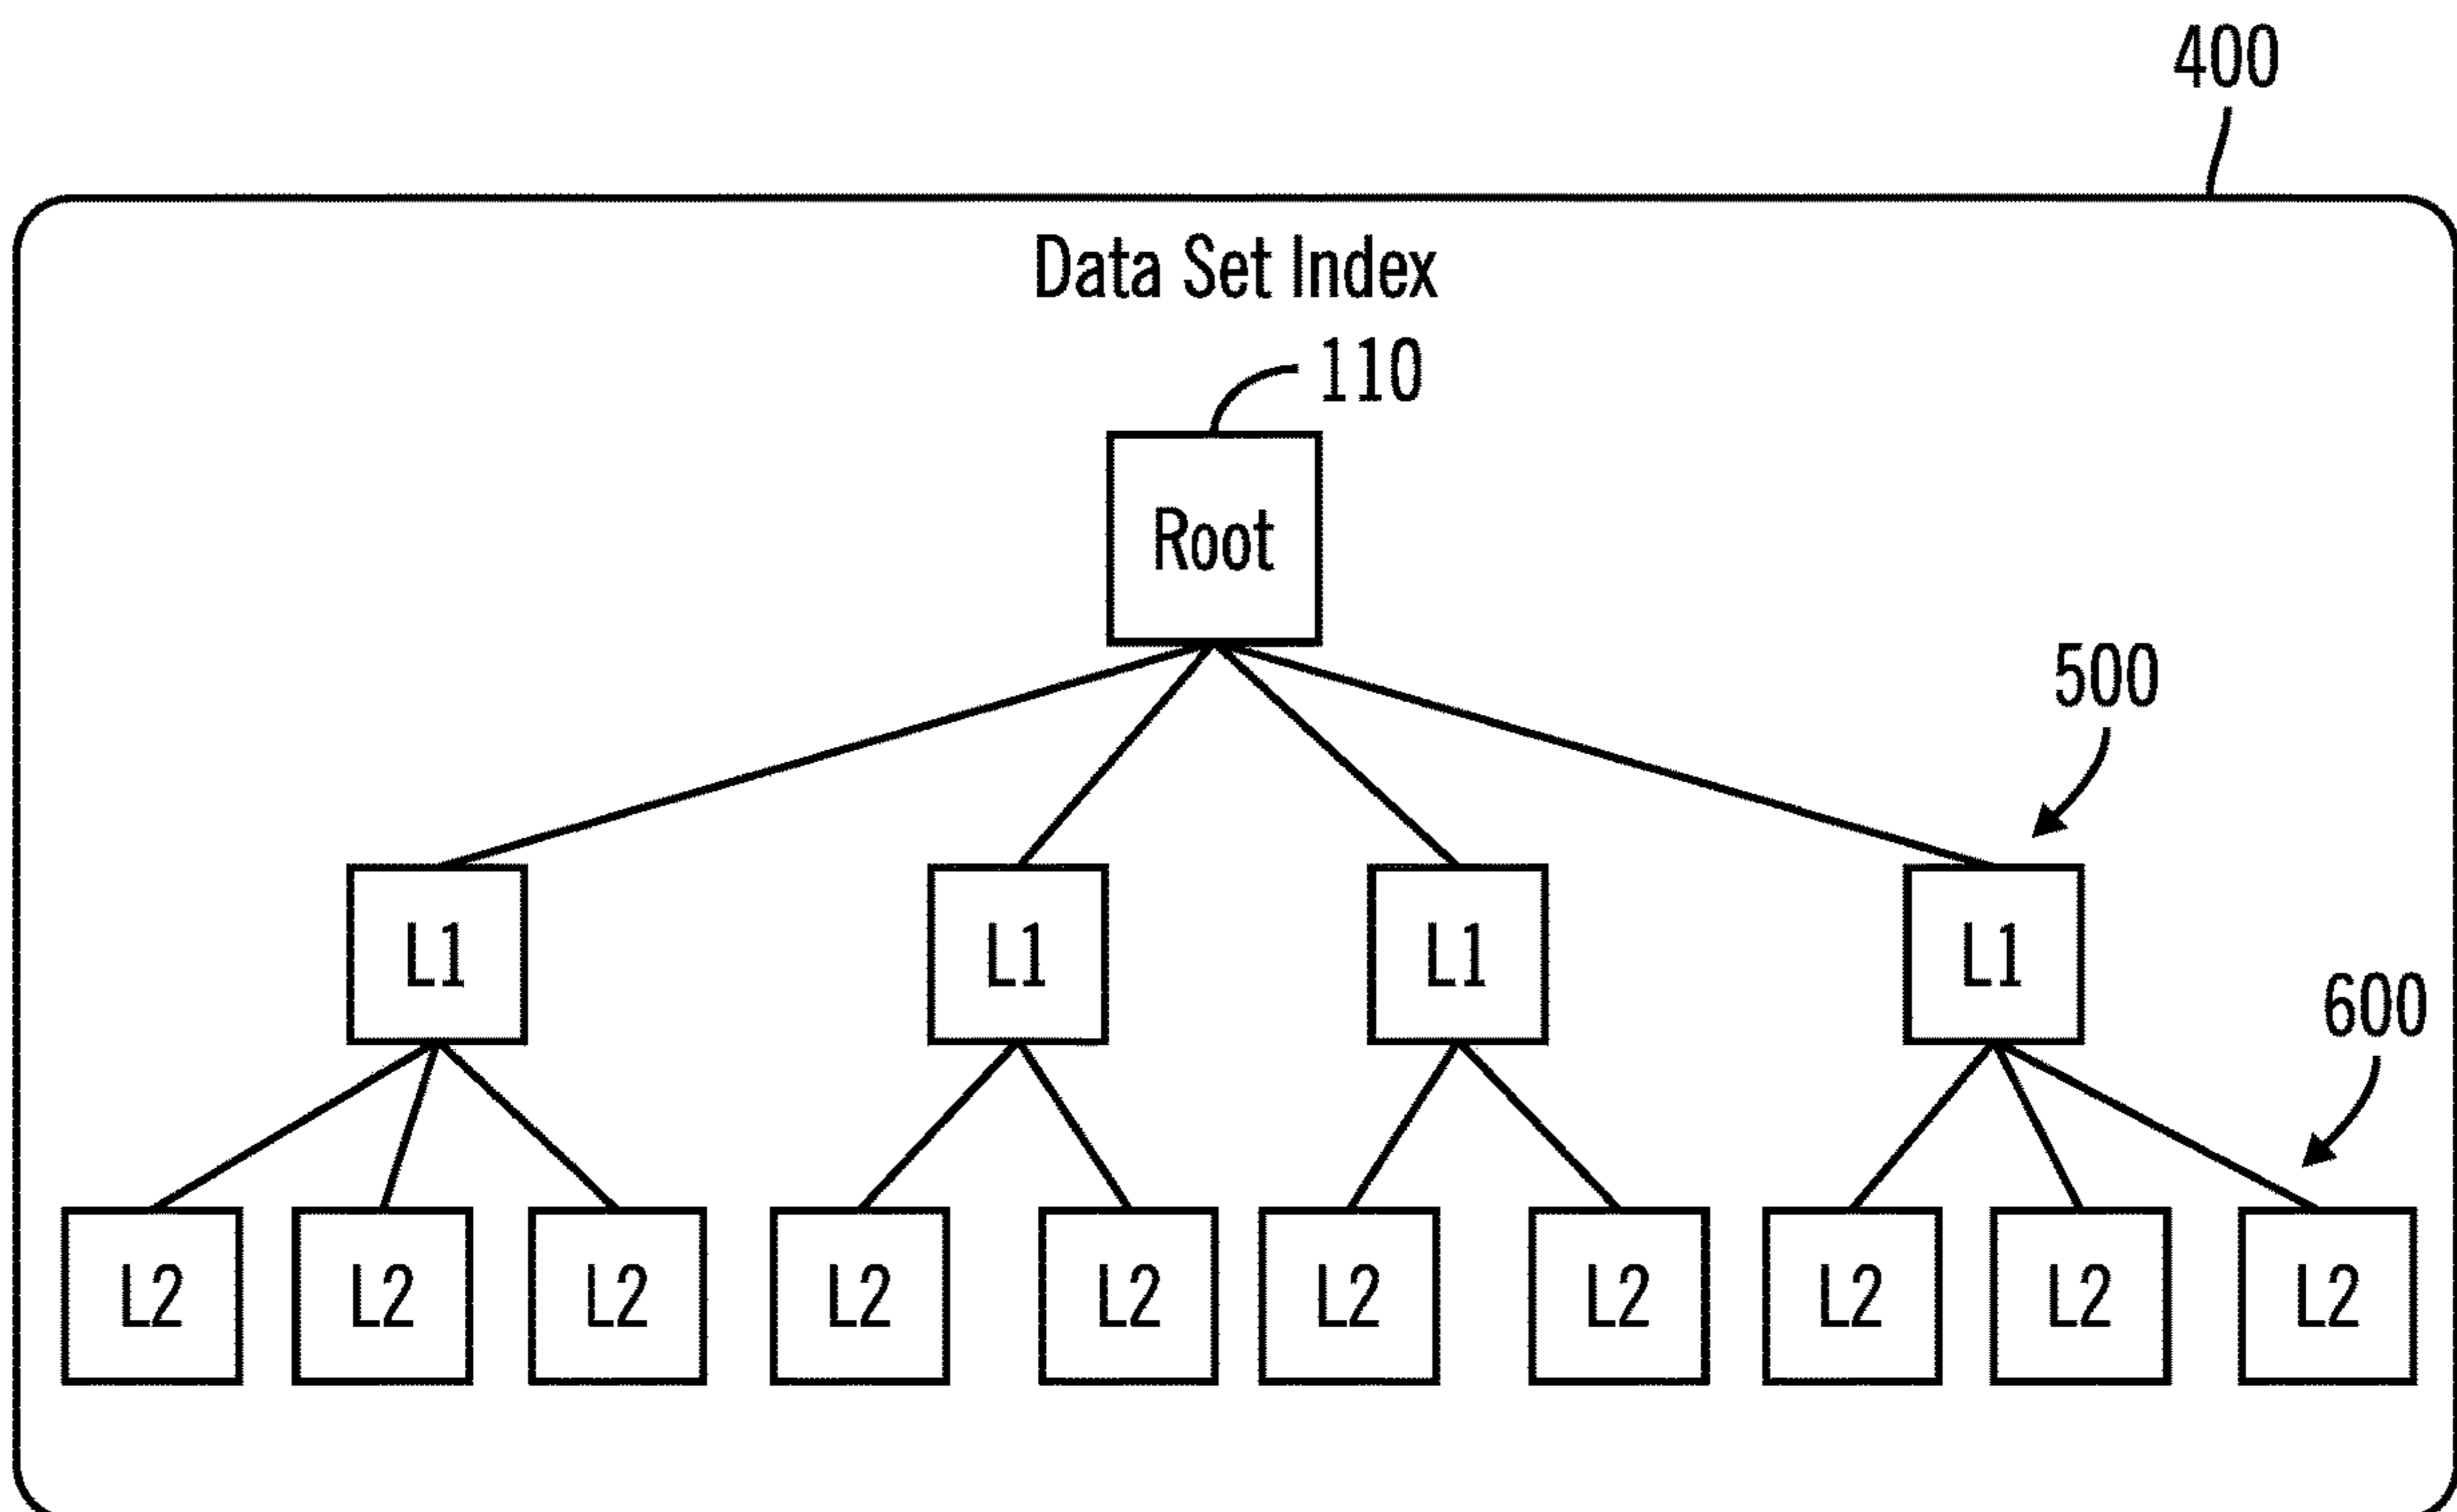 400
Data Set Index
110
Root
500
L1 L1 L1 L1
600
L2 L2 L2 L2 L2 L2 L2 L2 L2 L2